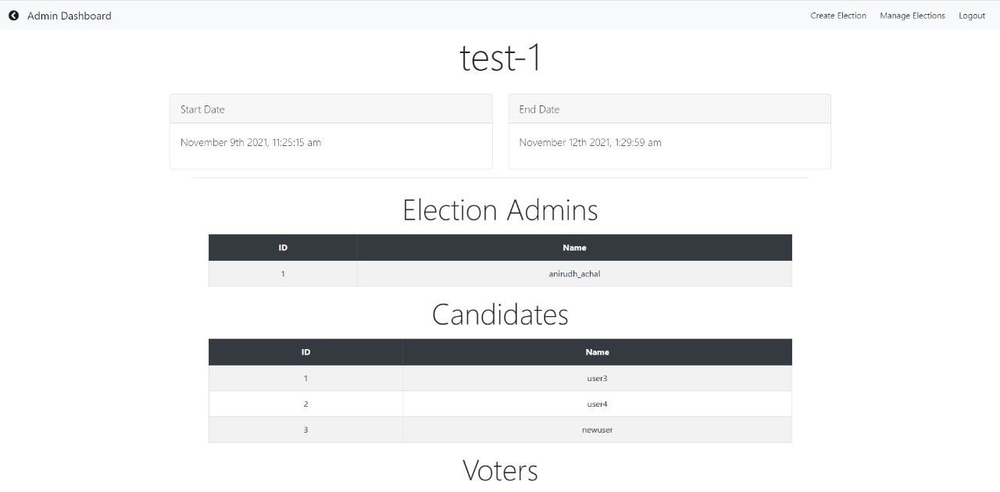 Admin Dashboard Create Election Manage Elections Logout
test-1
Start Date End Date
November 9th 2021, 11:25:15 am November 12th 2021, 1:29:59 am
Election Admins
ID Name
1 anirudh_achal
Candidates
ID Name
1 user3
2 user4
3 newuser
Voters